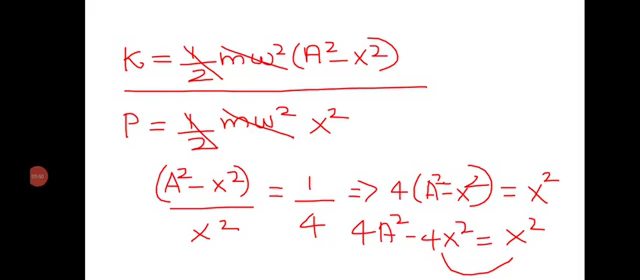 K = 1/2 mω² (A² - x²)
P = 1/2 mω² x²
(A² - x²)/x² = 1/4 => 4(A² - x²) = x²
4A² - 4x² = x²